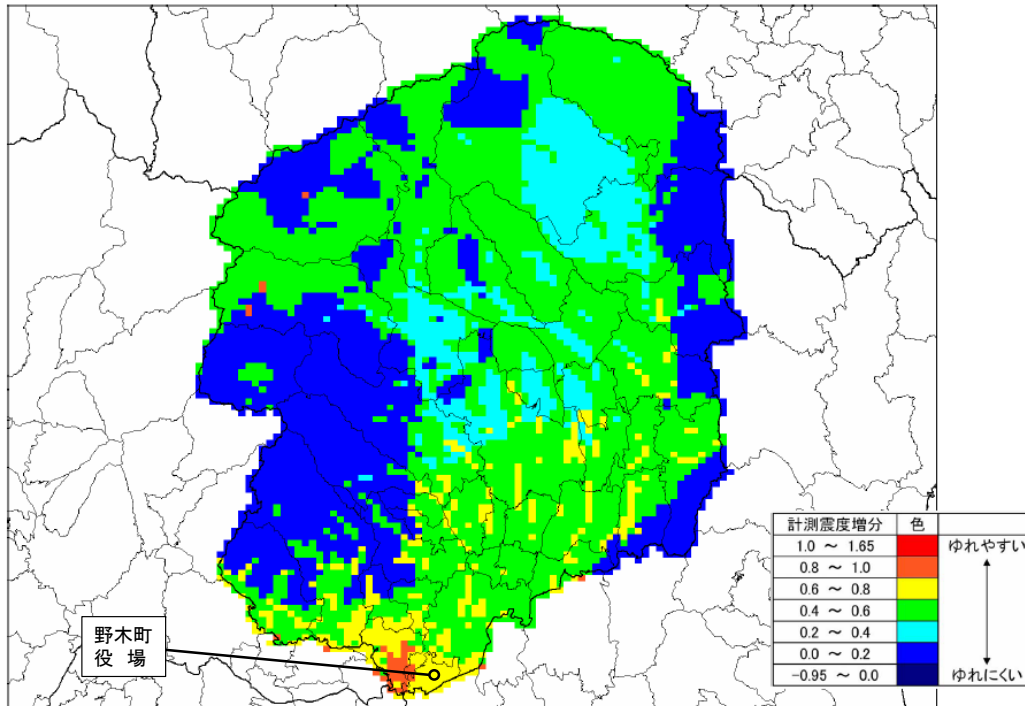 計測震度増分 色
1.0 ～ 1.65 ゆれやすい
0.8 ～ 1.0
0.6 ～ 0.8
0.4 ～ 0.6
0.2 ～ 0.4
0.0 ～ 0.2
-0.95 ～ 0.0 ゆれにくい
野木町
役 場